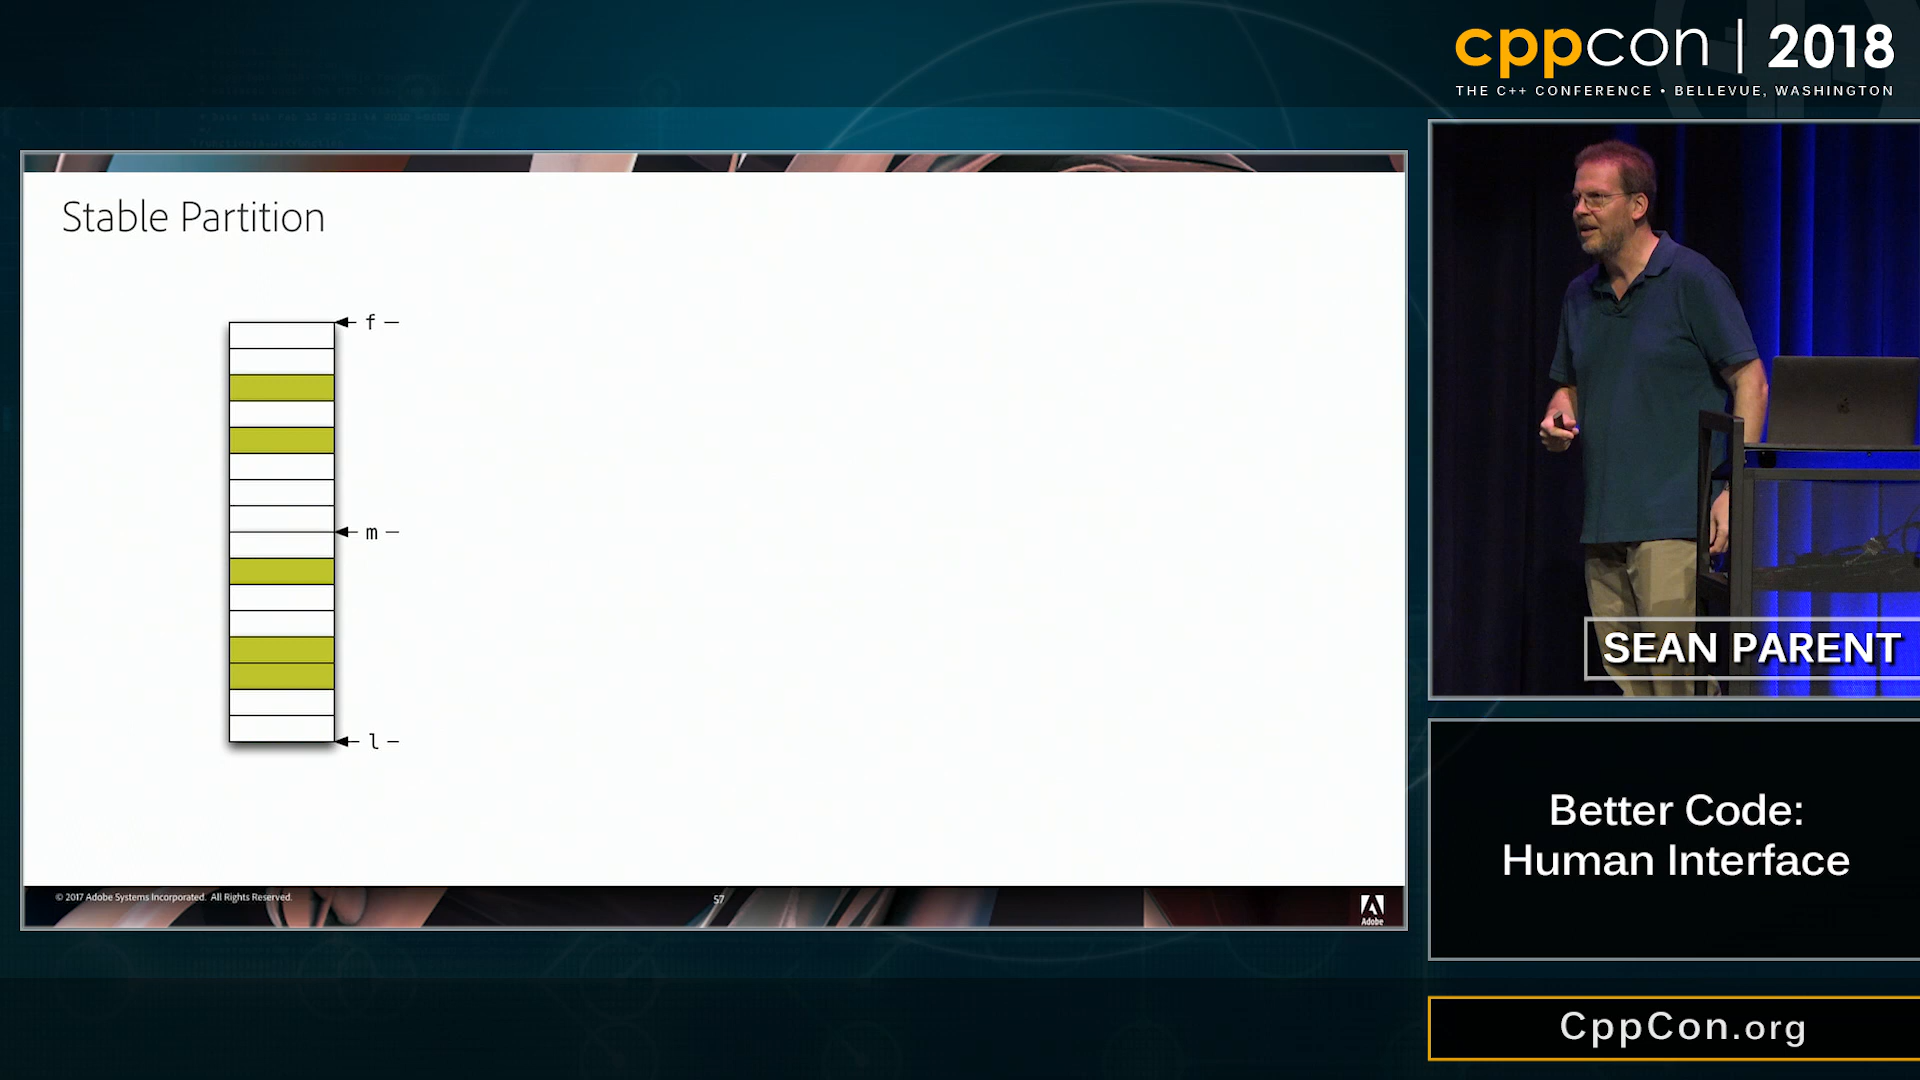 cppcon | 2018
THE C++ CONFERENCE • BELLEVUE, WASHINGTON
Stable Partition
f
m
l
© 2017 Adobe Systems Incorporated. All Rights Reserved.
57
Adobe
SEAN PARENT
Better Code:
Human Interface
CppCon.org